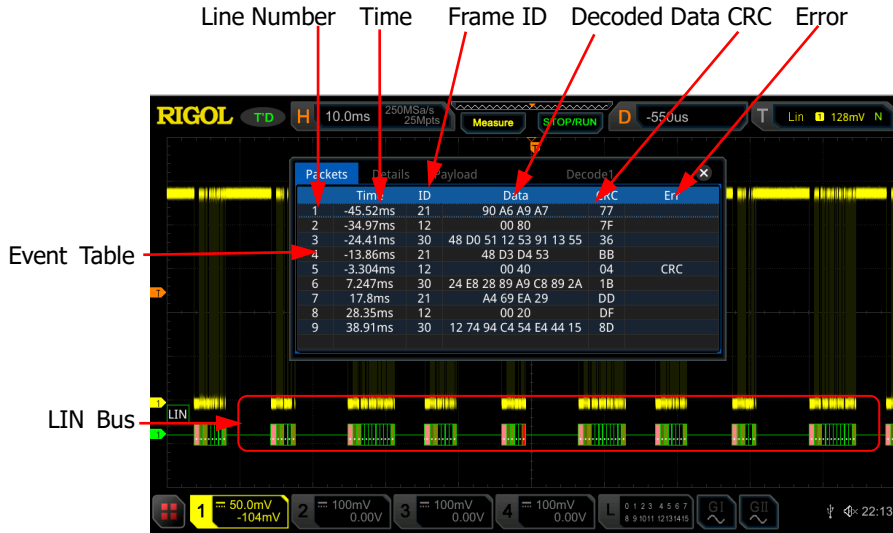 Line Number Time Frame ID Decoded Data CRC Error
RIGOL T'D H 10.0ms 250MSa/s 25Mpts Measure STOP/RUN D -550us T Lin 1 128mV N
T
Packets Details Payload Decode1 ×
Time ID Data CRC Err
1 -45.52ms 21 90 A6 A9 A7 77
2 -34.97ms 12 00 80 7F
3 -24.41ms 30 48 D0 51 12 53 91 13 55 36
4 -13.86ms 21 48 D3 D4 53 BB
5 -3.304ms 12 00 40 04 CRC
6 7.247ms 30 24 E8 28 89 A9 C8 89 2A 1B
7 17.8ms 21 A4 69 EA 29 DD
8 28.35ms 12 00 20 DF
9 38.91ms 30 12 74 94 C4 54 E4 44 15 8D
Event Table
T
1
LIN
LIN Bus
1
1 50.0mV -104mV 2 100mV 0.00V 3 100mV 0.00V 4 100mV 0.00V L 0 1 2 3 4 5 6 7 8 9 10 11 12 13 14 15 GI GII 22:13